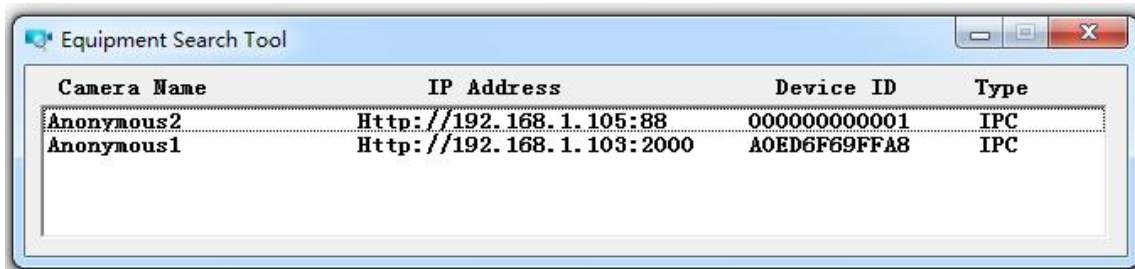 Equipment Search Tool
Camera Name IP Address Device ID Type
Anonymous2 Http://192.168.1.105:88 000000000001 IPC
Anonymous1 Http://192.168.1.103:2000 A0ED6F69FFA8 IPC